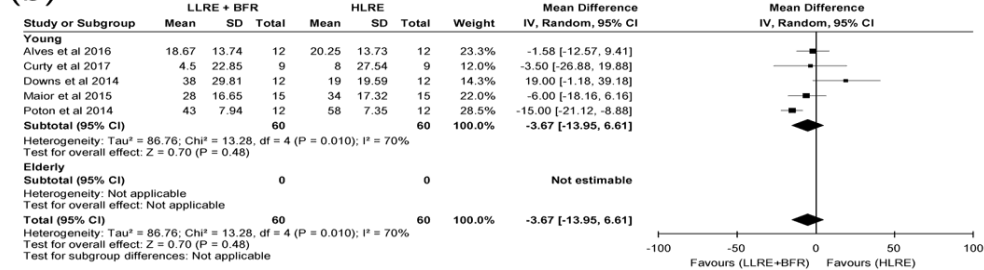 LLRE + BFR HLRE Mean Difference Mean Difference
Study or Subgroup Mean SD Total Mean SD Total Weight IV, Random, 95% CI IV, Random, 95% CI
Young
Alves et al 2016 18.67 13.74 12 20.25 13.73 12 23.3% -1.58 [-12.57, 9.41]
Curty et al 2017 4.5 22.85 9 8 27.54 9 11.9% -3.50 [-26.88, 19.88]
Downs et al 2014 38 29.81 12 19 19.59 12 14.3% 19.00 [-1.18, 39.18]
Maior et al 2015 28 16.65 15 34 17.32 15 22.0% -6.00 [-18.16, 6.16]
Poton et al 2014 43 7.94 12 58 7.35 12 28.5% -15.00 [-21.12, -8.88]
Subtotal (95% CI) 60 60 100.0% -3.67 [-13.95, 6.61]
Heterogeneity: Tau² = 86.76; Chi² = 13.28, df = 4 (P = 0.010); I² = 70%
Test for overall effect: Z = 0.70 (P = 0.48)
Elderly
Subtotal (95% CI) 0 0 Not estimable
Heterogeneity: Not applicable
Test for overall effect: Not applicable
Total (95% CI) 60 60 100.0% -3.67 [-13.95, 6.61]
Heterogeneity: Tau² = 86.76; Chi² = 13.28, df = 4 (P = 0.010); I² = 70%
Test for overall effect: Z = 0.70 (P = 0.48)
Test for subgroup differences: Not applicable
-100 -50 0 50 100
Favours (LLRE+BFR) Favours (HLRE)